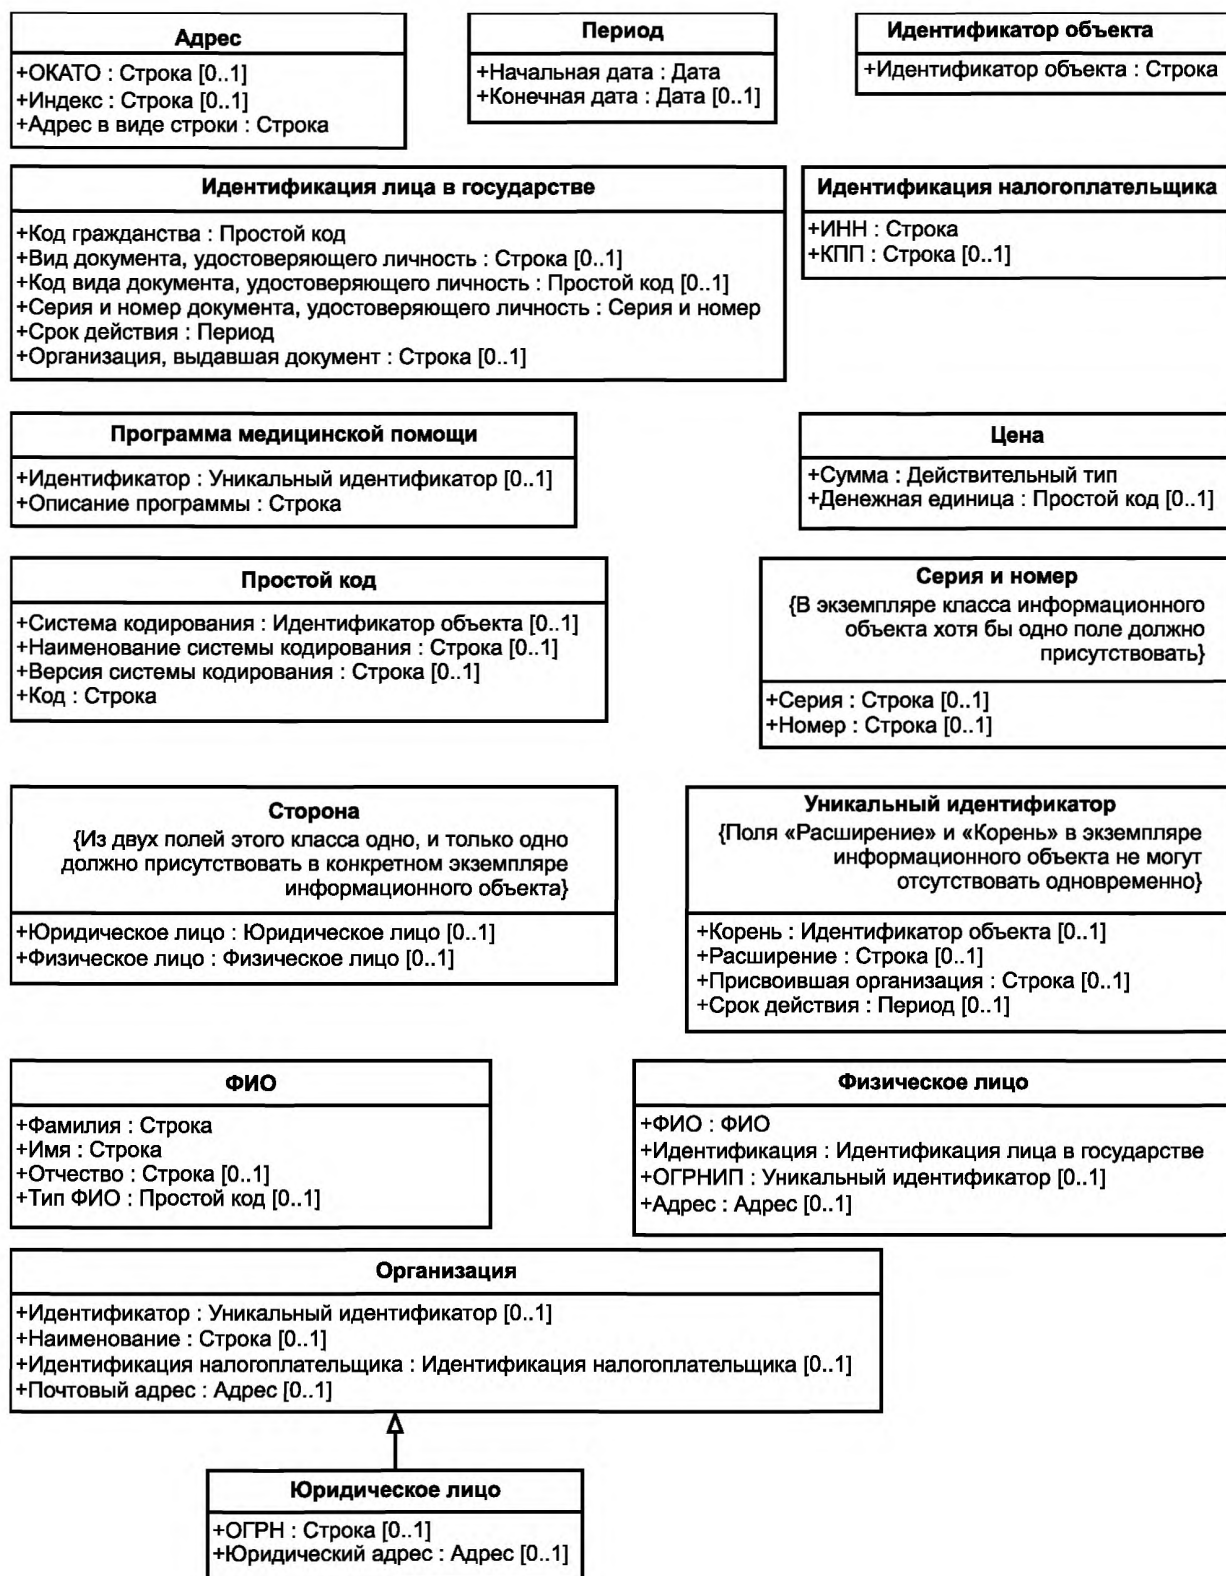 Адрес
+ОКАТО : Строка [0..1]
+Индекс : Строка [0..1]
+Адрес в виде строки : Строка
Период
+Начальная дата : Дата
+Конечная дата : Дата [0..1]
Идентификатор объекта
+Идентификатор объекта : Строка
Идентификация лица в государстве
+Код гражданства : Простой код
+Вид документа, удостоверяющего личность : Строка [0..1]
+Код вида документа, удостоверяющего личность : Простой код [0..1]
+Серия и номер документа, удостоверяющего личность : Серия и номер
+Срок действия : Период
+Организация, выдавшая документ : Строка [0..1]
Идентификация налогоплательщика
+ИНН : Строка
+КПП : Строка [0..1]
Программа медицинской помощи
+Идентификатор : Уникальный идентификатор [0..1]
+Описание программы : Строка
Цена
+Сумма : Действительный тип
+Денежная единица : Простой код [0..1]
Простой код
+Система кодирования : Идентификатор объекта [0..1]
+Наименование системы кодирования : Строка [0..1]
+Версия системы кодирования : Строка [0..1]
+Код : Строка
Серия и номер
{В экземпляре класса информационного
объекта хотя бы одно поле должно
присутствовать}
+Серия : Строка [0..1]
+Номер : Строка [0..1]
Сторона
{Из двух полей этого класса одно, и только одно
должно присутствовать в конкретном экземпляре
информационного объекта}
+Юридическое лицо : Юридическое лицо [0..1]
+Физическое лицо : Физическое лицо [0..1]
Уникальный идентификатор
{Поля «Расширение» и «Корень» в экземпляре
информационного объекта не могут
отсутствовать одновременно}
+Корень : Идентификатор объекта [0..1]
+Расширение : Строка [0..1]
+Присвоившая организация : Строка [0..1]
+Срок действия : Период [0..1]
ФИО
+Фамилия : Строка
+Имя : Строка
+Отчество : Строка [0..1]
+Тип ФИО : Простой код [0..1]
Физическое лицо
+ФИО : ФИО
+Идентификация : Идентификация лица в государстве
+ОГРНИП : Уникальный идентификатор [0..1]
+Адрес : Адрес [0..1]
Организация
+Идентификатор : Уникальный идентификатор [0..1]
+Наименование : Строка [0..1]
+Идентификация налогоплательщика : Идентификация налогоплательщика [0..1]
+Почтовый адрес : Адрес [0..1]
Юридическое лицо
+ОГРН : Строка [0..1]
+Юридический адрес : Адрес [0..1]